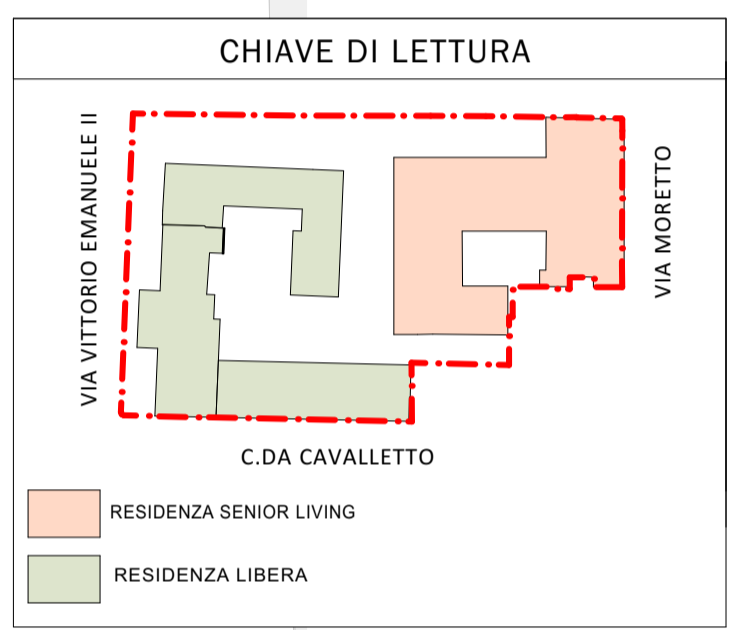 CHIAVE DI LETTURA
VIA VITTORIO EMANUELE II
VIA MORETTO
C.DA CAVALLETTO
RESIDENZA SENIOR LIVING
RESIDENZA LIBERA